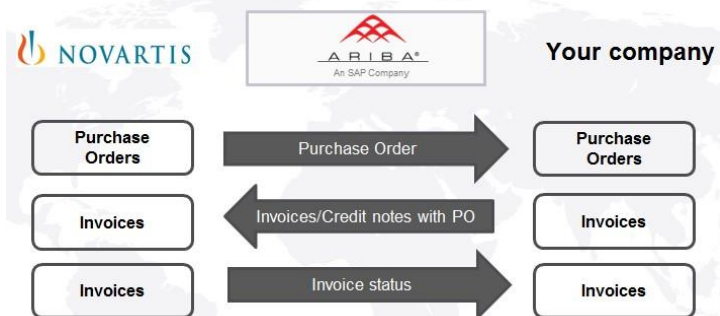 NOVARTIS
ARIBA®
An SAP Company
Your company
Purchase
Orders
Purchase Order
Purchase
Orders
Invoices
Invoices/Credit notes with PO
Invoices
Invoices
Invoice status
Invoices